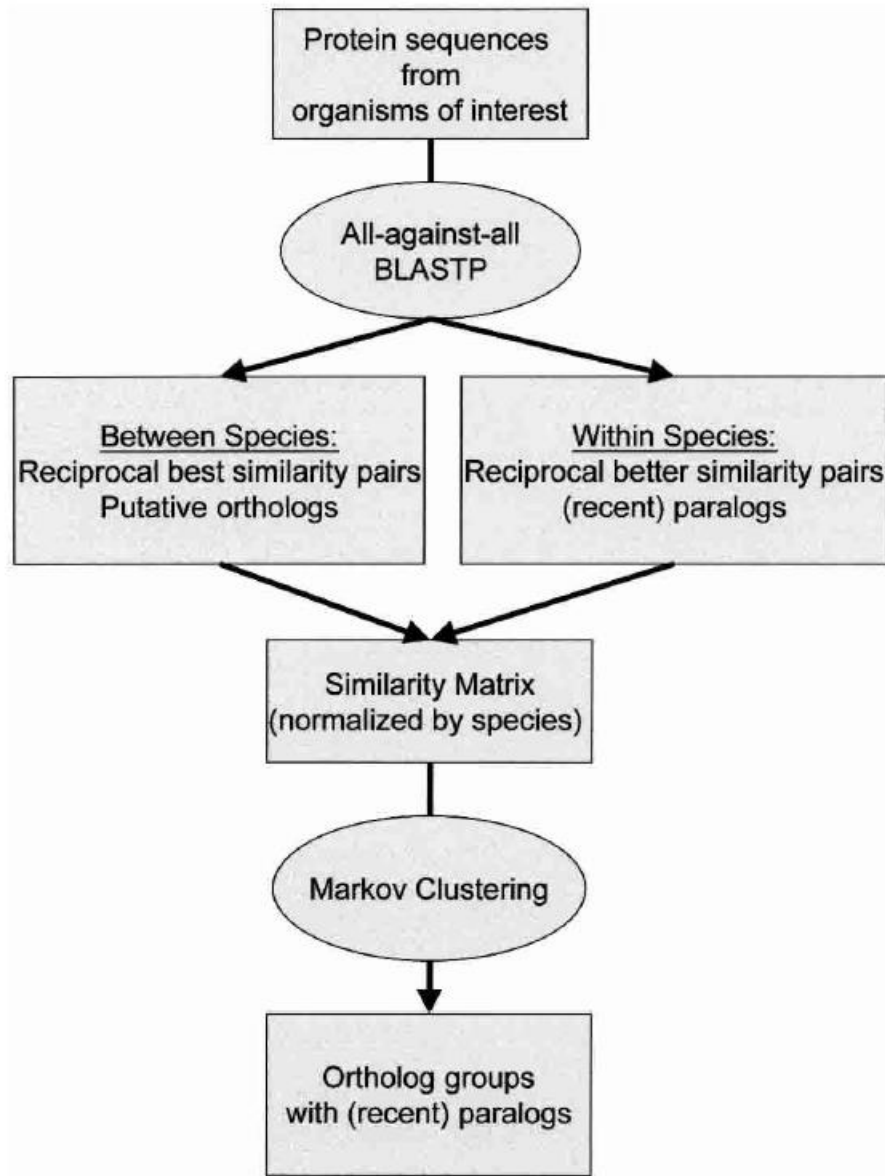 Protein sequences
from
organisms of interest
All-against-all
BLASTP
Between Species:
Reciprocal best similarity pairs
Putative orthologs
Within Species:
Reciprocal better similarity pairs
(recent) paralogs
Similarity Matrix
(normalized by species)
Markov Clustering
Ortholog groups
with (recent) paralogs